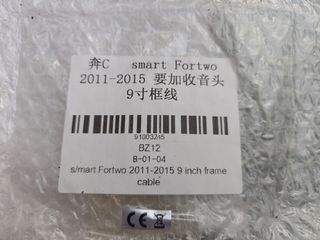 奔C smart Fortwo
2011-2015 要加收音头
9寸框线
91003245
BZ12
B-01-04
s/mart Fortwo 2011-2015 9 inch frame
cable
CE